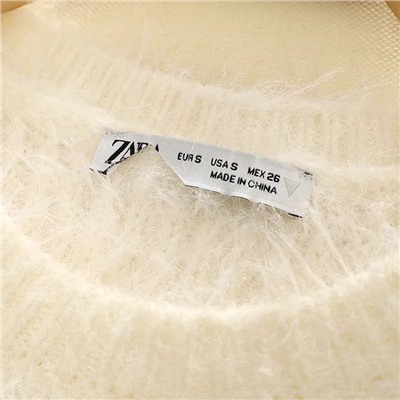 ZARA
EUR S USA S MEX 26
MADE IN CHINA